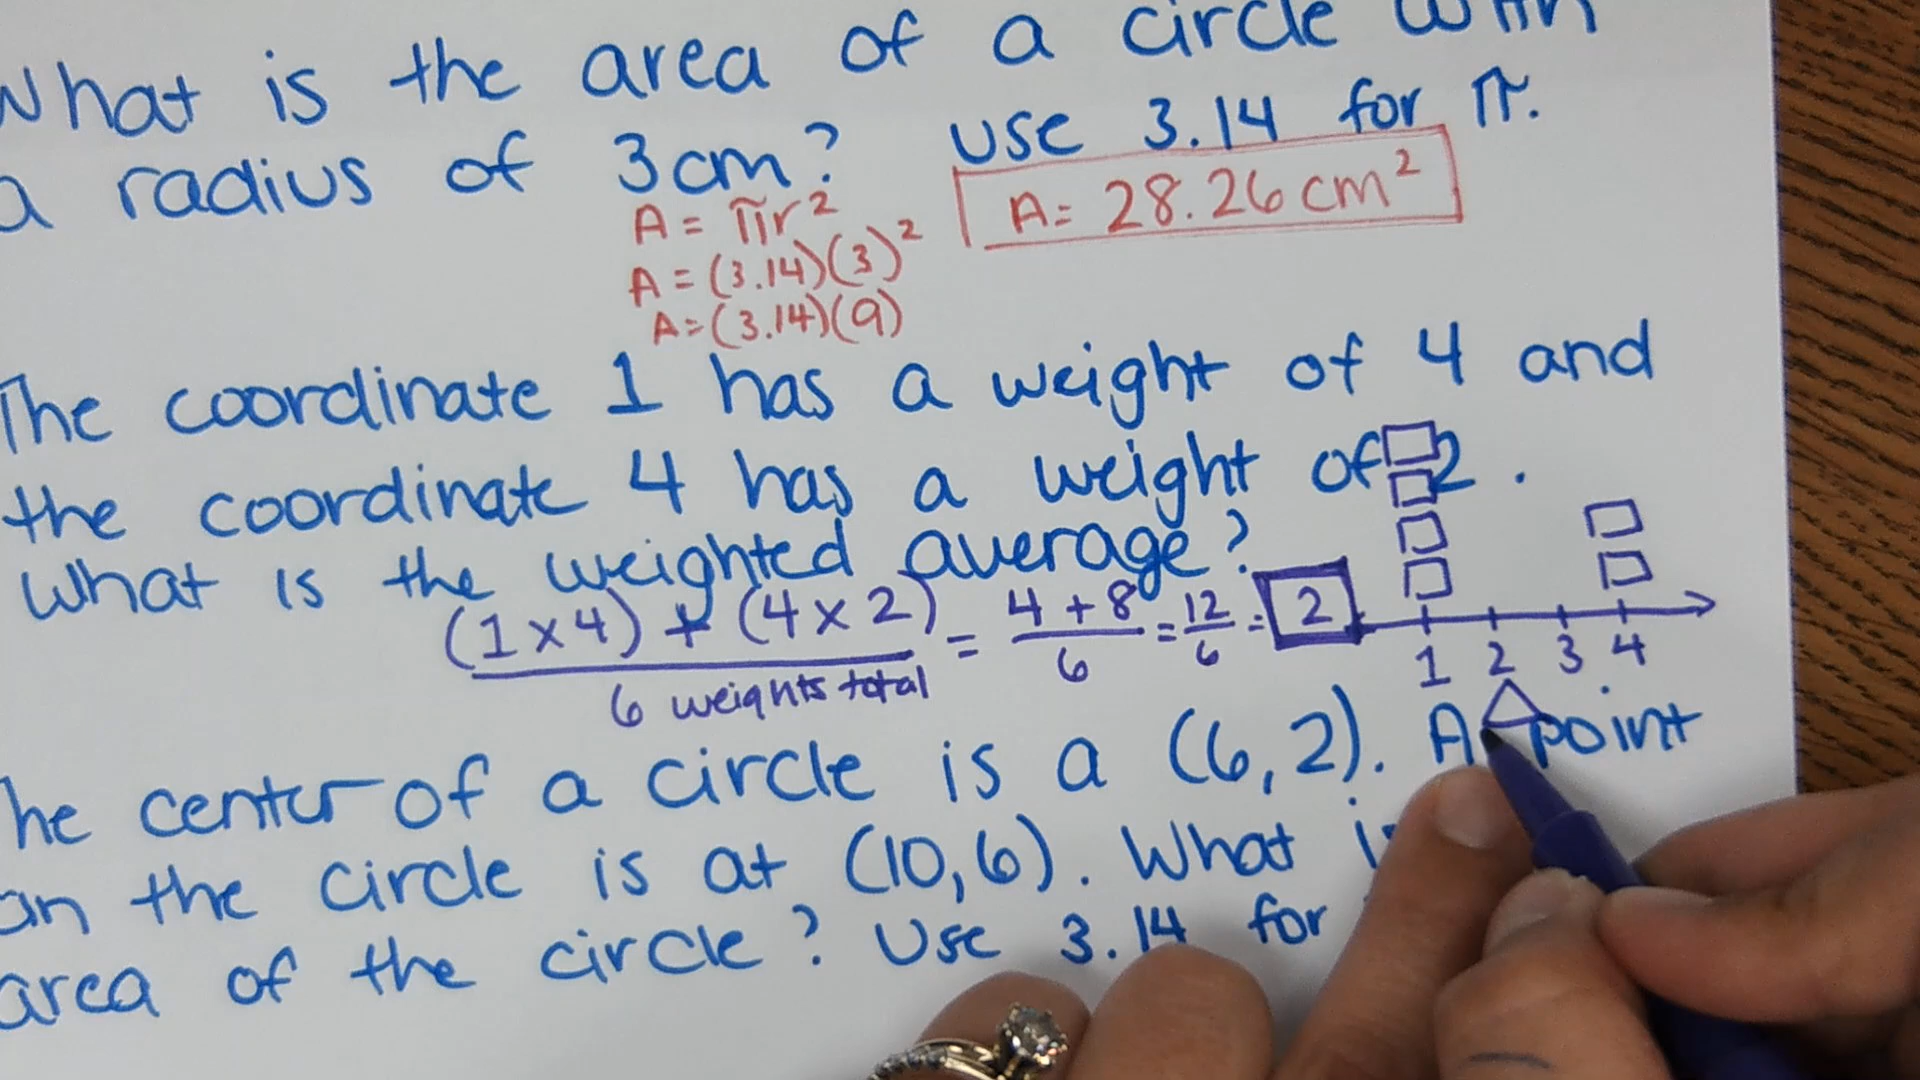 What is the area of a circle with
a radius of 3cm? Use 3.14 for π.
A = πr²
A = (3.14)(3)²
A = (3.14)(9)
A = 28.26 cm²
The coordinate 1 has a weight of 4 and
the coordinate 4 has a weight of 2.
What is the weighted average?
(1 x 4) + (4 x 2) = 4 + 8 = 12 = 2
6 weights total 6 6
1 2 3 4
he center of a circle is a (6,2). A point
on the circle is at (10,6). What
area of the circle? Use 3.14 for